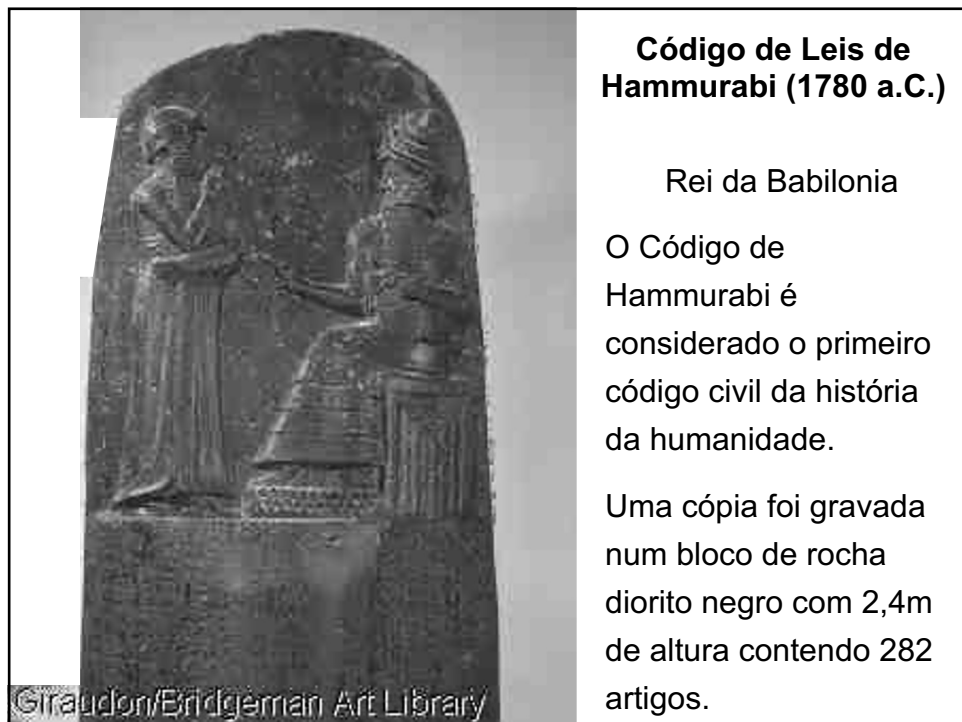 Código de Leis de
Hammurabi (1780 a.C.)
Rei da Babilonia
O Código de
Hammurabi é
considerado o primeiro
código civil da história
da humanidade.
Uma cópia foi gravada
num bloco de rocha
diorito negro com 2,4m
de altura contendo 282
artigos.
Giraudon/Bridgeman Art Library